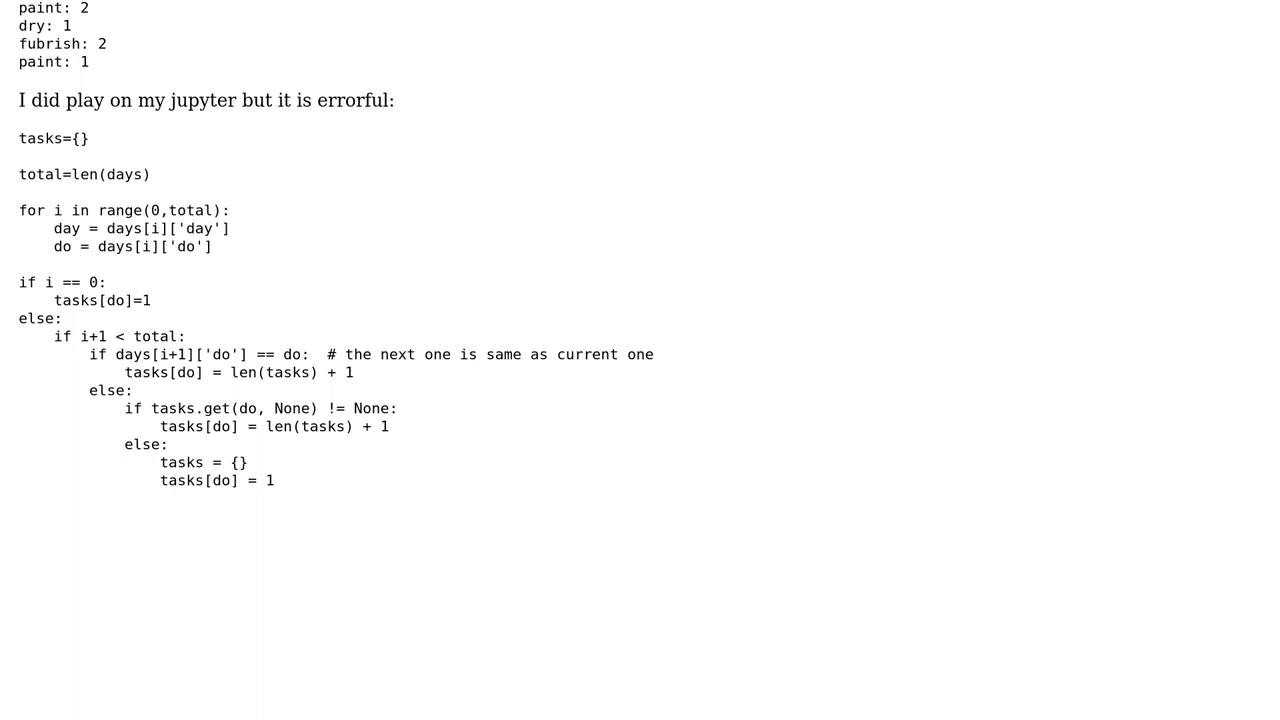 paint: 2
dry: 1
fubrish: 2
paint: 1
I did play on my jupyter but it is errorful:
tasks={}
total=len(days)
for i in range(0,total):
    day = days[i]['day']
    do = days[i]['do']
if i == 0:
    tasks[do]=1
else:
    if i+1 < total:
        if days[i+1]['do'] == do:  # the next one is same as current one
            tasks[do] = len(tasks) + 1
        else:
            if tasks.get(do, None) != None:
                tasks[do] = len(tasks) + 1
            else:
                tasks = {}
                tasks[do] = 1